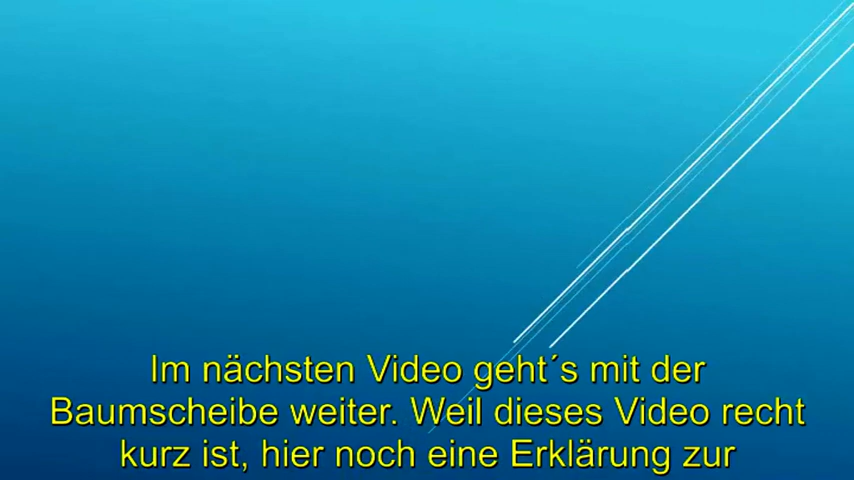 Im nächsten Video geht´s mit der
Baumscheibe weiter. Weil dieses Video recht
kurz ist, hier noch eine Erklärung zur